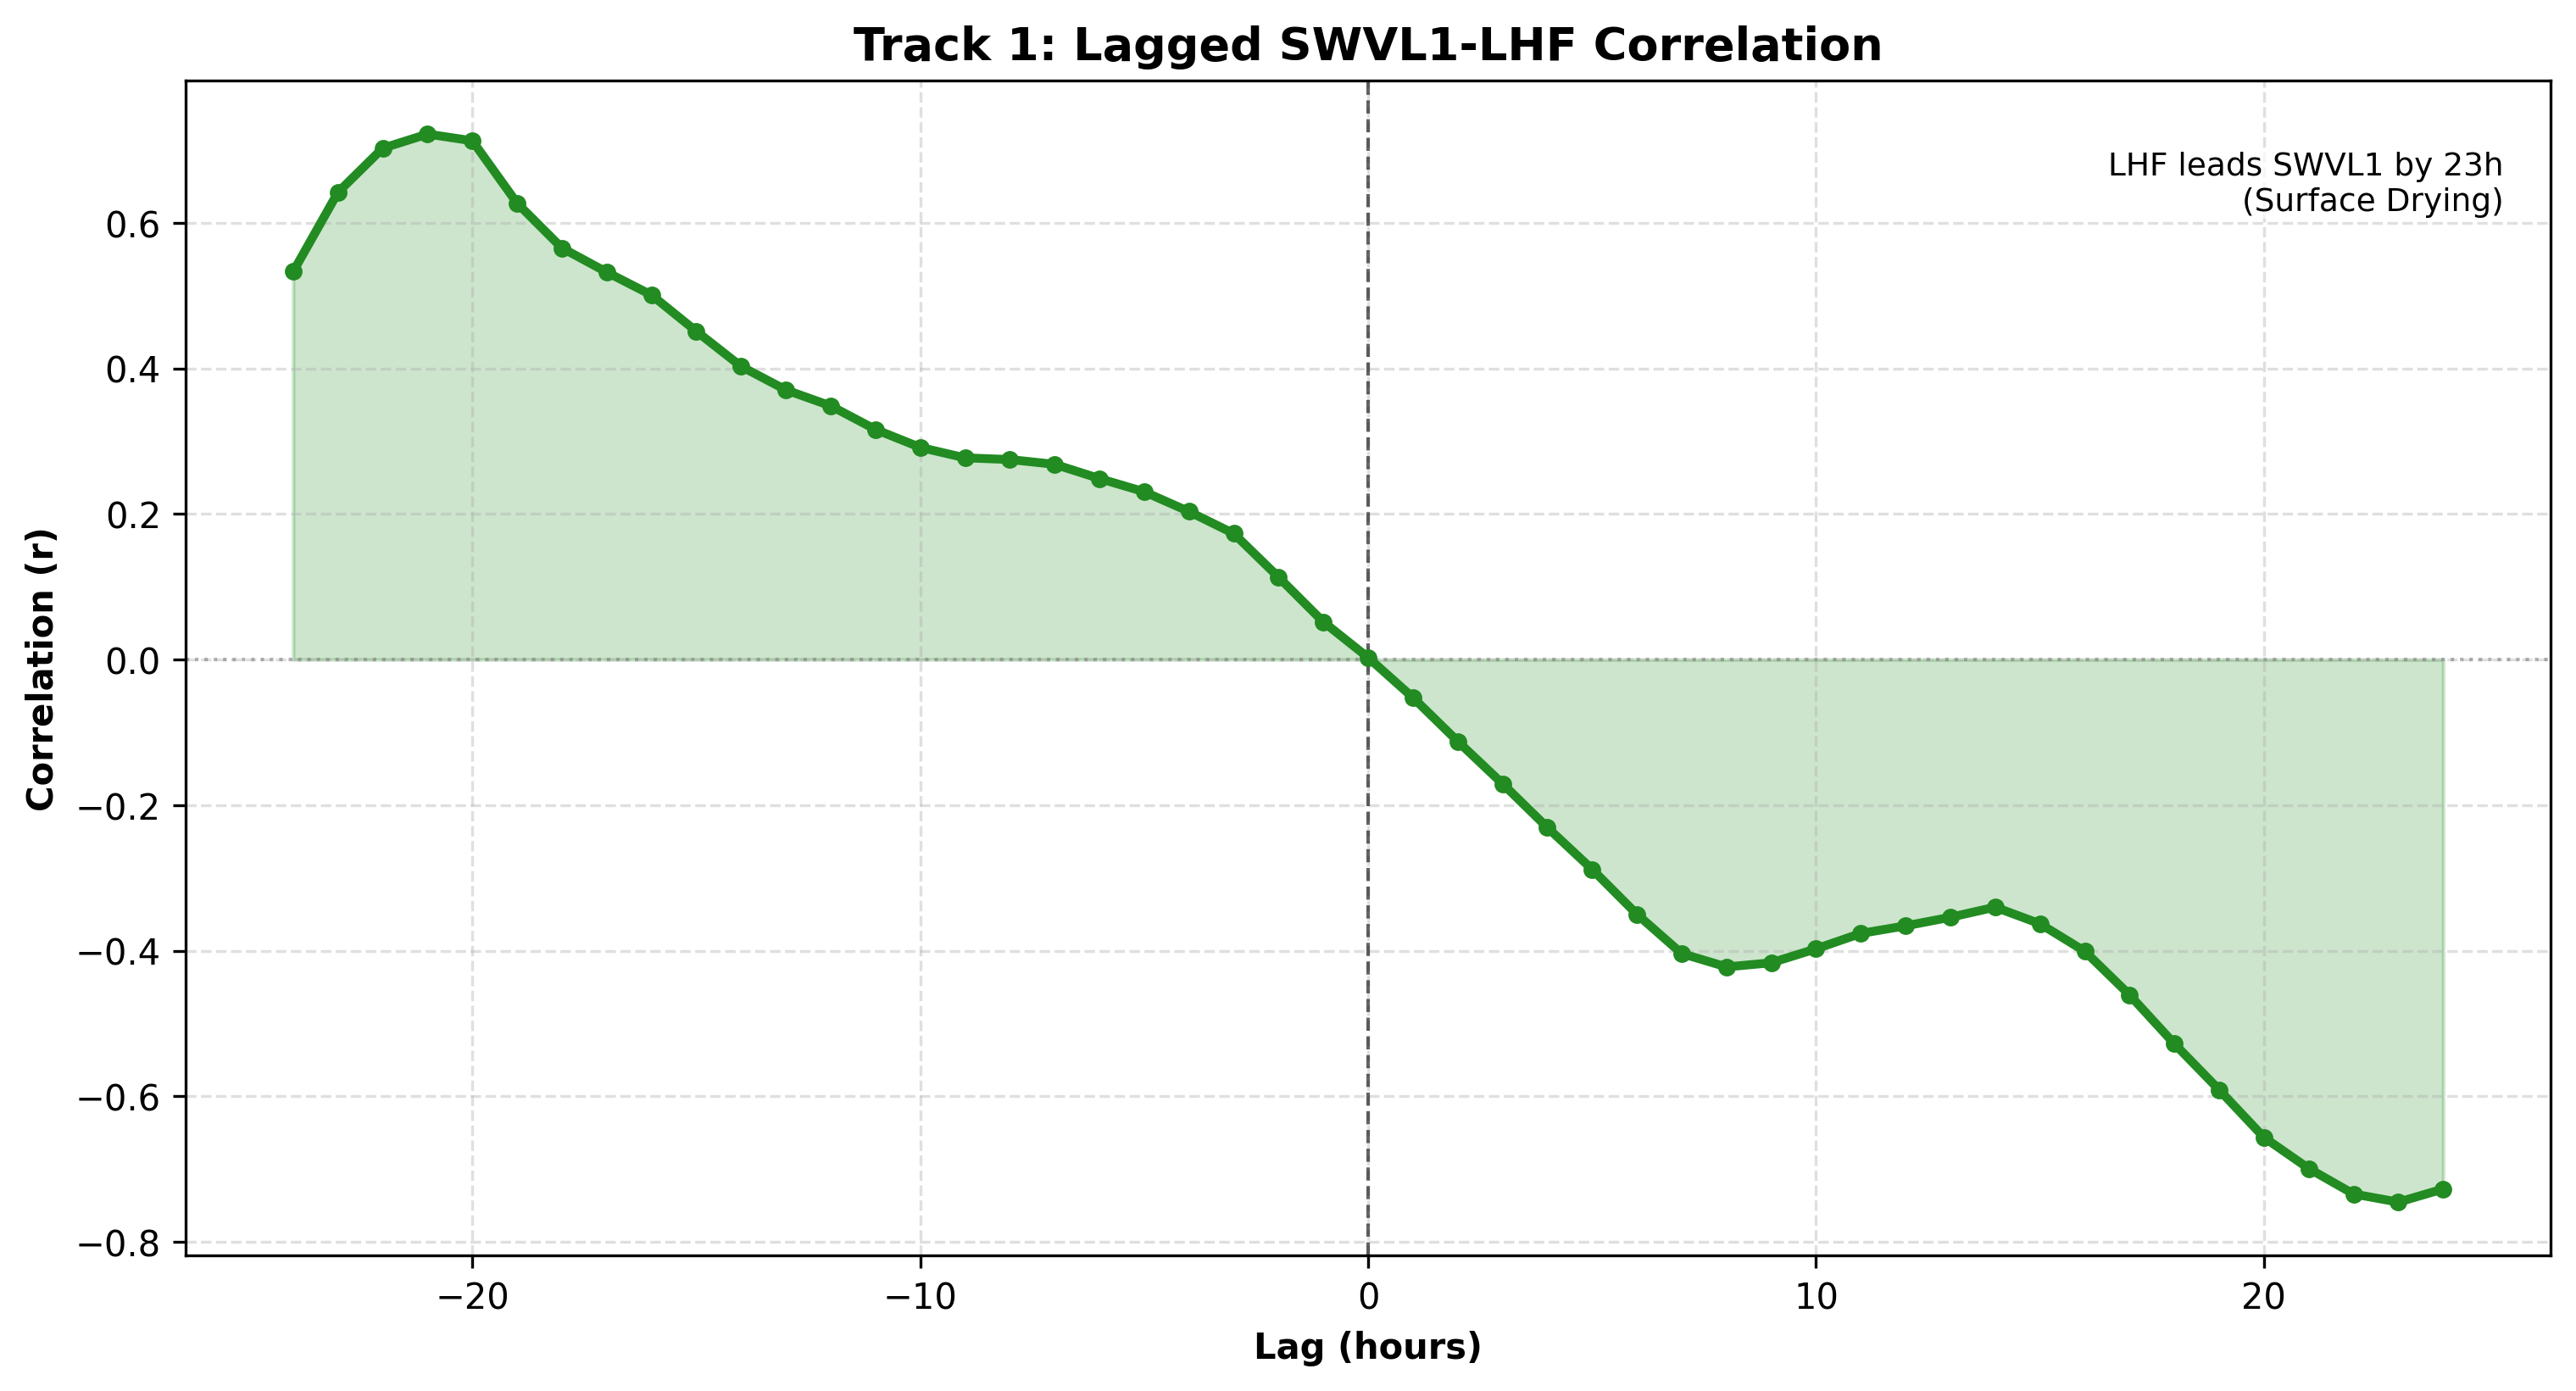 Track 1: Lagged SWVL1-LHF Correlation
LHF leads SWVL1 by 23h
(Surface Drying)
Correlation (r)
0.6
0.4
0.2
0.0
−0.2
−0.4
−0.6
−0.8
−20
−10
0
10
20
Lag (hours)